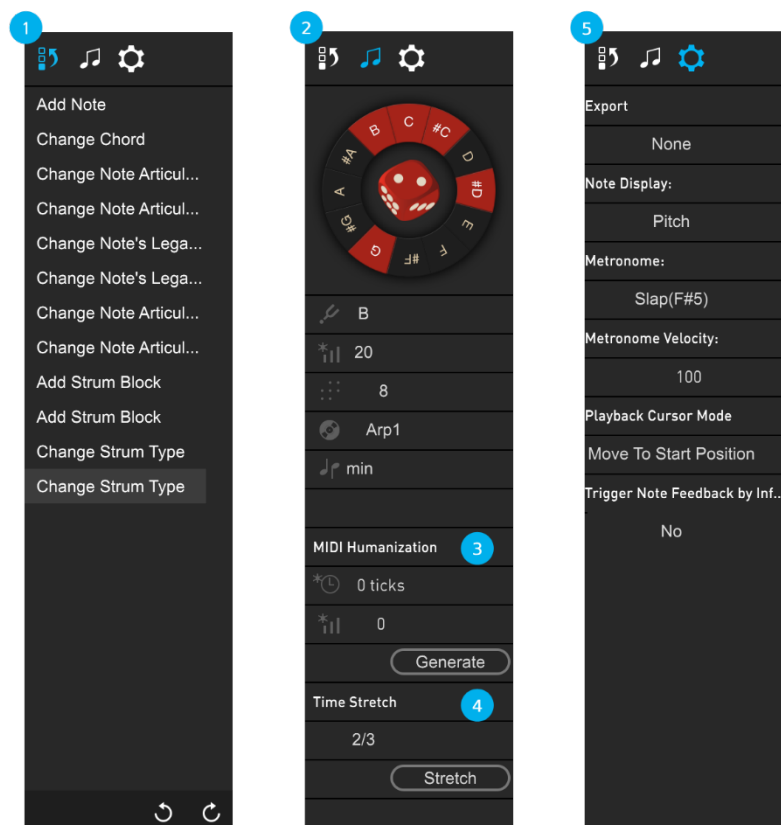 1
Add Note
Change Chord
Change Note Articul...
Change Note Articul...
Change Note's Lega...
Change Note's Lega...
Change Note Articul...
Change Note Articul...
Add Strum Block
Add Strum Block
Change Strum Type
Change Strum Type
2
C
#C
D
#D
E
F
#F
G
#G
A
#A
B
B
20
8
Arp1
min
MIDI Humanization 3
0 ticks
0
Generate
Time Stretch 4
2/3
Stretch
5
Export
None
Note Display:
Pitch
Metronome:
Slap(F#5)
Metronome Velocity:
100
Playback Cursor Mode
Move To Start Position
Trigger Note Feedback by Inf..
No